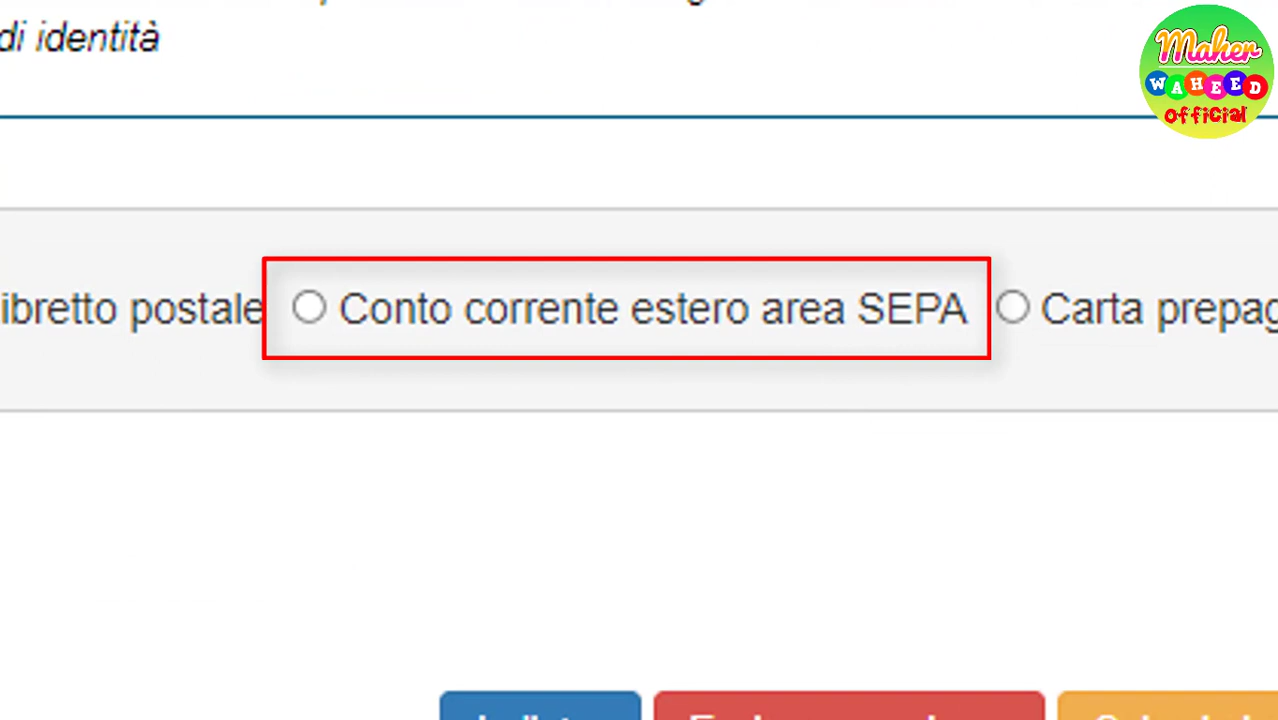 di identità
Maher
WAHEED
Official
ibretto postale Conto corrente estero area SEPA Carta prepag